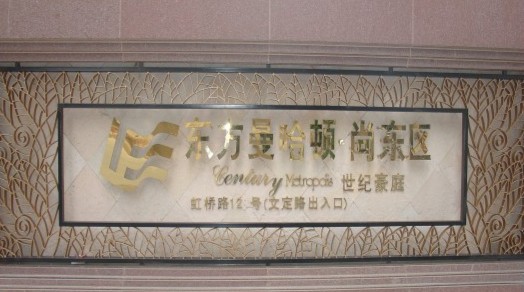 东方曼哈顿·尚东区
Century Metropolis 世纪豪庭
虹桥路12 号(文定路出入口)